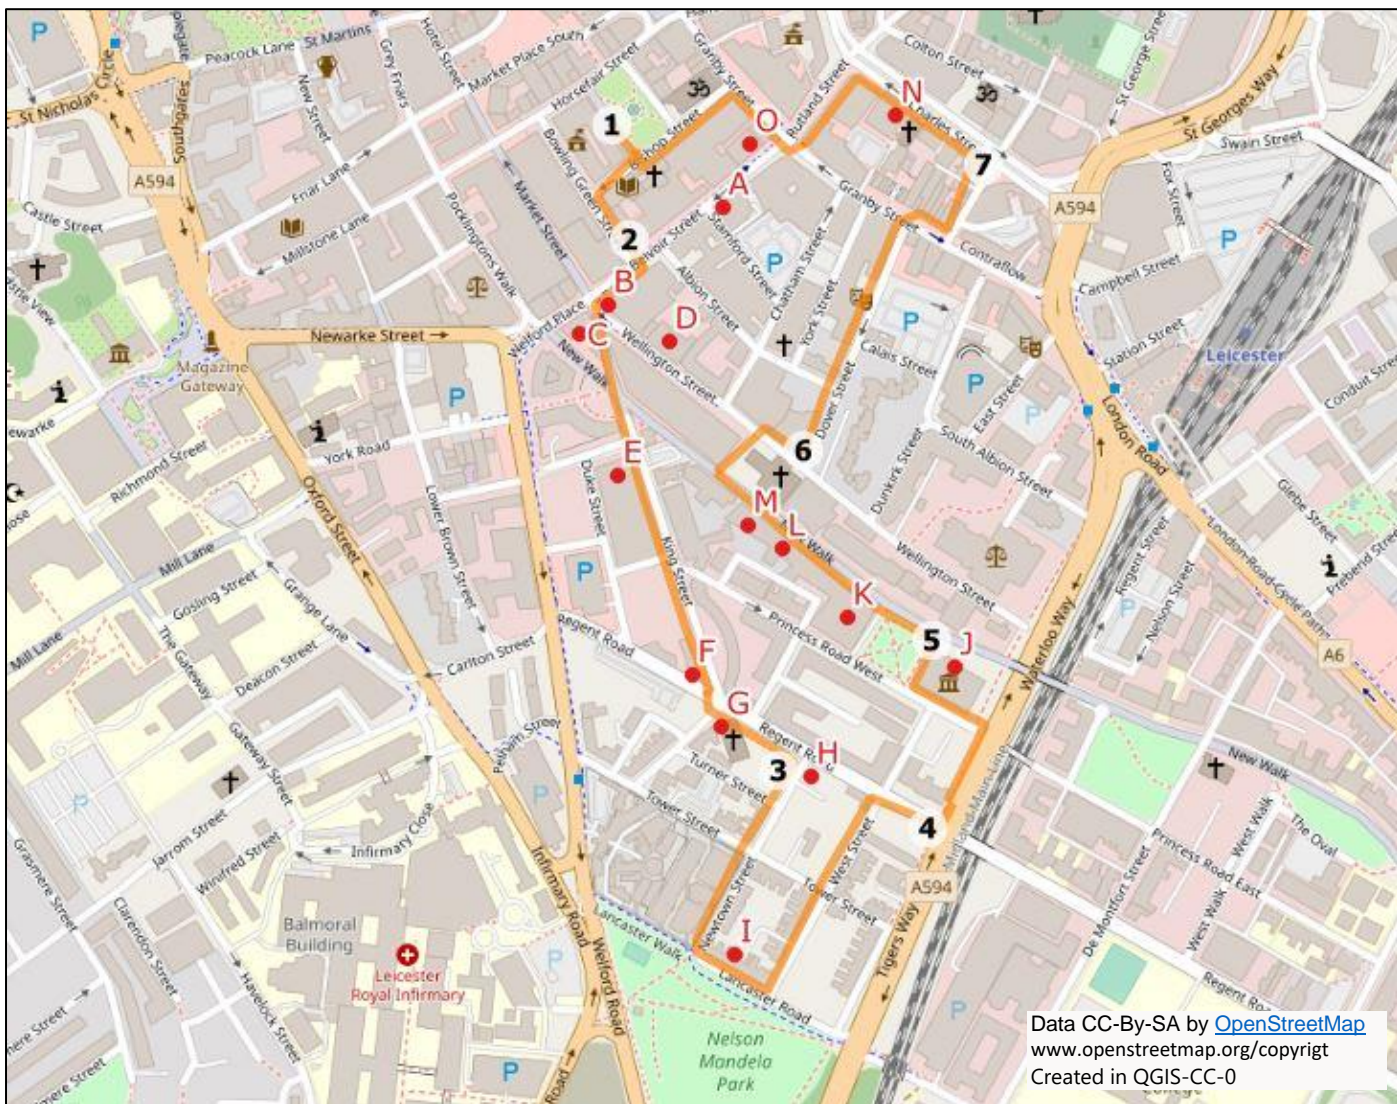 Peacock Lane
St Martins
Hotel Street
Market Place South
Granby Street
Colton Street
St George Street
St Georges Way
St Nicholas Circle
Southgates
New Street
Grey Friars
Horsefair Street
Rutland Street
N
Charles Street
Swain Street
1
Bishop Street
O
A594
Friar Lane
Bowling Green Street
7
Fox Street
A594
Castle Street
Millstone Lane
Pocklingtons Walk
Market Street
2
A
Belvoir Street
Stamford Street
Granby Street
Contraflow
Campbell Street
P
Castle View
B
Albion Street
Chatham Street
York Street
Newarke Street
Welford Place
C
D
Wellington Street
New Walk
Calais Street
Station Street
Leicester
Conduit Street
Magazine
Gateway
P
P
P
P
York Road
Richmond Street
Oxford Street
Lower Brown Street
Duke Street
E
Dover Street
6
Dunkirk Street
East Street
South Albion Street
London Road
Glebe Street
Mill Lane
M
L
Walk
Wellington Street
Regent Street
London Road Cycle Path
Prebend Street
Gosling Street
Grange Lane
P
King Street
K
Princess Road West
5
J
Waterloo Way
Nelson Street
P
Mill Lane
The Gateway
Deacon Street
Carlton Street
Regent Road
F
A6
Gateway Street
Pelham Street
G
Regent Road
3
H
New Walk
Turner Street
Tower Street
P
P
Jarrom Street
Infirmary Close
Winifred Street
4
Midland Mainline
West Walk
The Oval
Princess Road East
Grasmere Street
Clarendon Street
Infirmary Road
West Street
Tower Street
A594
De Montfort Street
Balmoral
Building
Newtown Street
Lancaster Walk
I
Tigers Way
West Walk
Leicester
Royal Infirmary
Havelock Street
Welford Road
Lancaster Road
Regent Road
P
P
Nelson
Mandela
Park
Road
Data CC-By-SA by OpenStreetMap
www.openstreetmap.org/copyrigt
Created in QGIS-CC-0